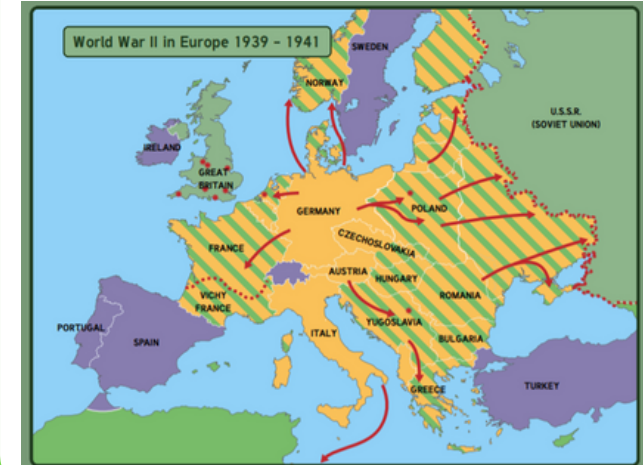 World War II in Europe 1939 - 1941
SWEDEN
NORWAY
U.S.S.R.
(SOVIET UNION)
IRELAND
GREAT
BRITAIN
GERMANY
POLAND
CZECHOSLOVAKIA
FRANCE
AUSTRIA
HUNGARY
ROMANIA
VICHY
FRANCE
YUGOSLAVIA
ITALY
BULGARIA
PORTUGAL
SPAIN
GREECE
TURKEY